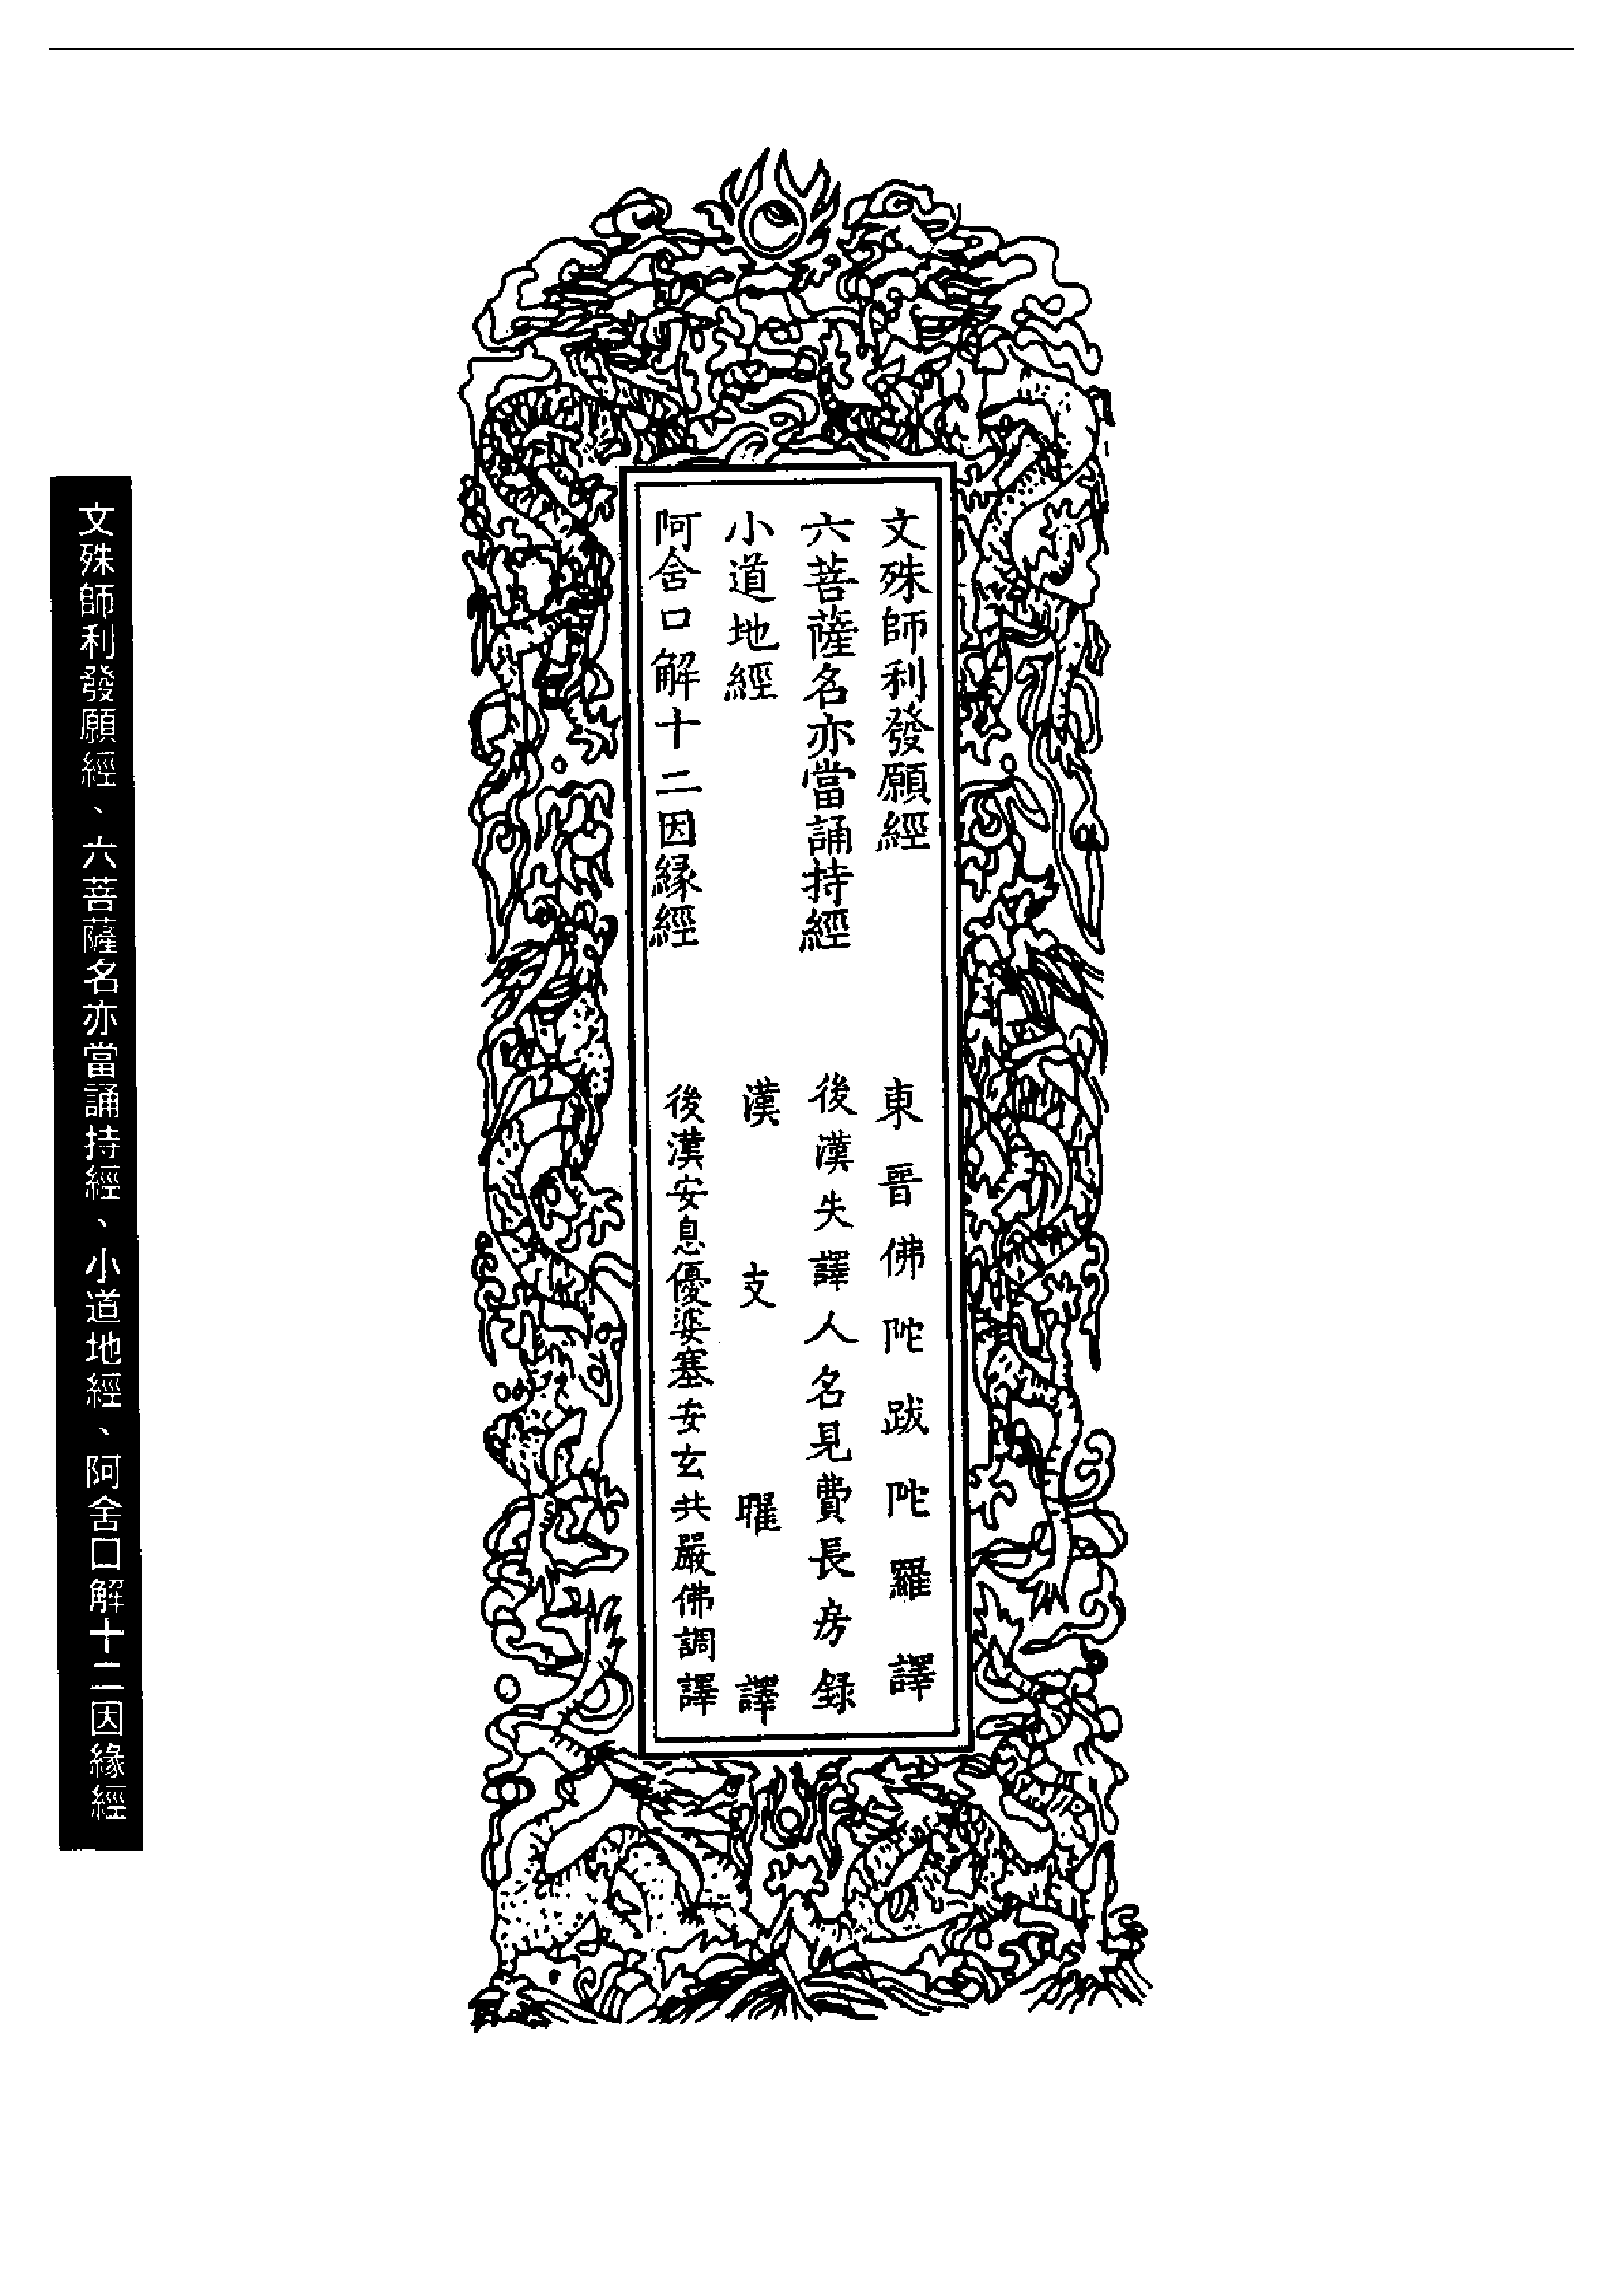 文殊師利發願經　東晉佛陀跋陀羅譯
六菩薩名亦當誦持經　後漢失譯人名見費長房録
小道地經　漢支曜譯
阿舍口解十二因縁經　後漢安息優婆塞安玄共嚴佛調譯
文殊師利發願經、六菩薩名亦當誦持經、小道地經、阿舍口解十二因緣經